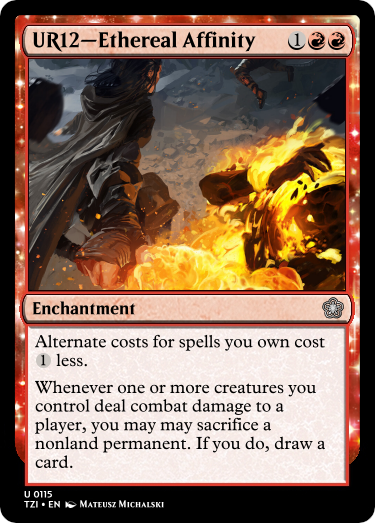 UR12—Ethereal Affinity 1
Enchantment
Alternate costs for spells you own cost
1 less.
Whenever one or more creatures you
control deal combat damage to a
player, you may may sacrifice a
nonland permanent. If you do, draw a
card.
U 0115
TZI • EN Mateusz Michalski